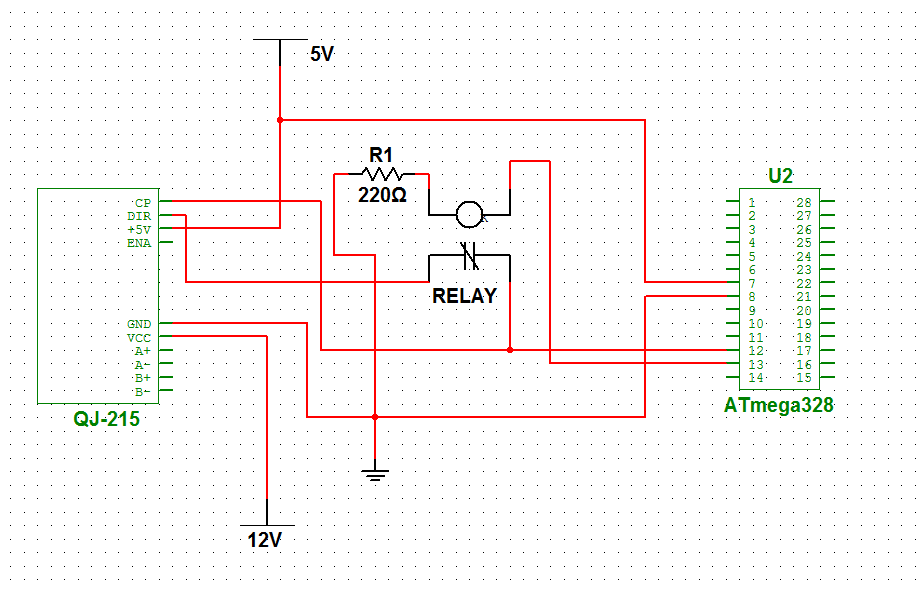 5V
R1
220Ω
K
RELAY
CP
DIR
+5V
ENA
GND
VCC
A+
A-
B+
B-
QJ-215
12V
U2
1 28
2 27
3 26
4 25
5 24
6 23
7 22
8 21
9 20
10 19
11 18
12 17
13 16
14 15
ATmega328